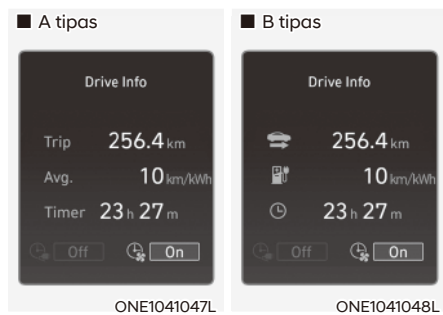 ■ A tipas
Drive Info
Trip 256.4 km
Avg. 10 km/kWh
Timer 23 h 27 m
Off On
ONE1041047L
■ B tipas
Drive Info
256.4 km
10 km/kWh
23 h 27 m
Off On
ONE1041048L